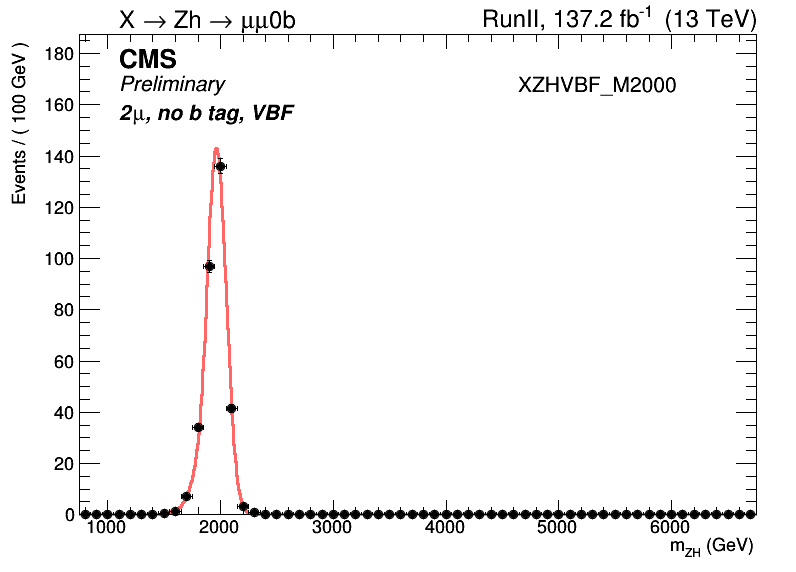 X → Zh → μμ0b
RunII, 137.2 fb⁻¹ (13 TeV)
CMS
Preliminary
2μ, no b tag, VBF
XZHVBF_M2000
Events / ( 100 GeV )
180
160
140
120
100
80
60
40
20
0
1000 2000 3000 4000 5000 6000
m_ZH (GeV)